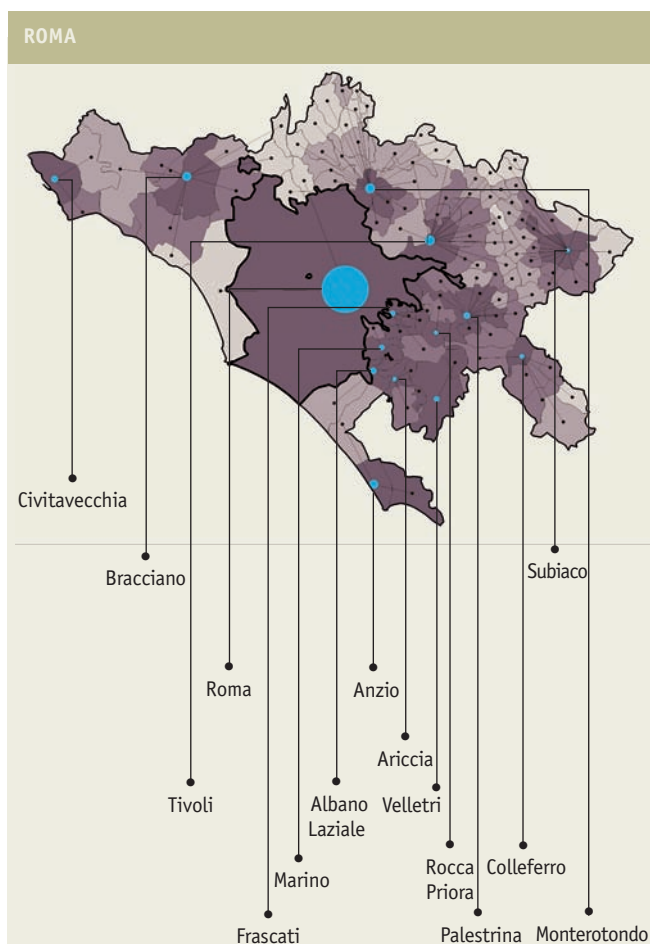 ROMA
Civitavecchia
Bracciano
Subiaco
Roma
Anzio
Ariccia
Tivoli
Albano
Laziale
Velletri
Marino
Rocca
Priora
Colleferro
Frascati
Palestrina
Monterotondo